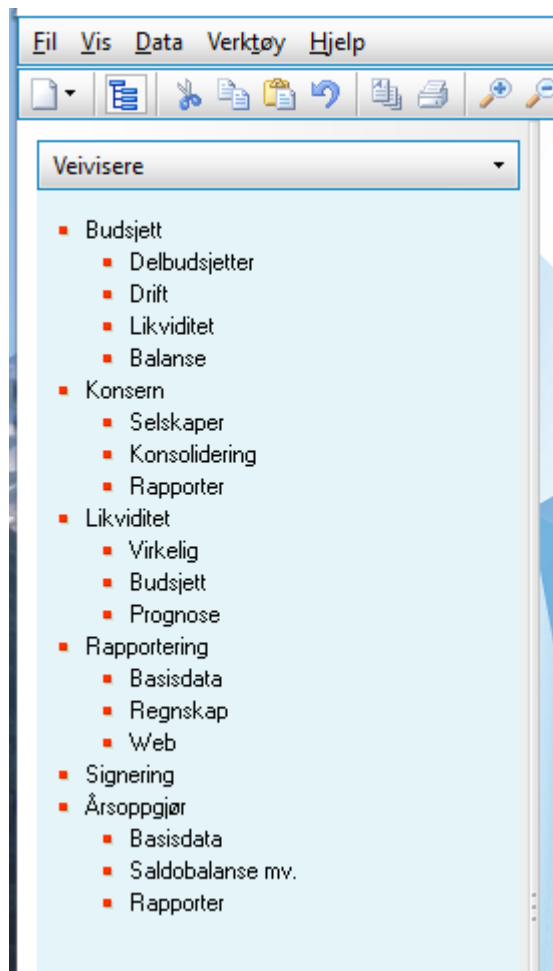 Fil Vis Data Verktøy Hjelp
Veivisere
Budsjett
Delbudsjetter
Drift
Likviditet
Balanse
Konsern
Selskaper
Konsolidering
Rapporter
Likviditet
Virkelig
Budsjett
Prognose
Rapportering
Basisdata
Regnskap
Web
Signering
Årsoppgjør
Basisdata
Saldobalanse mv.
Rapporter